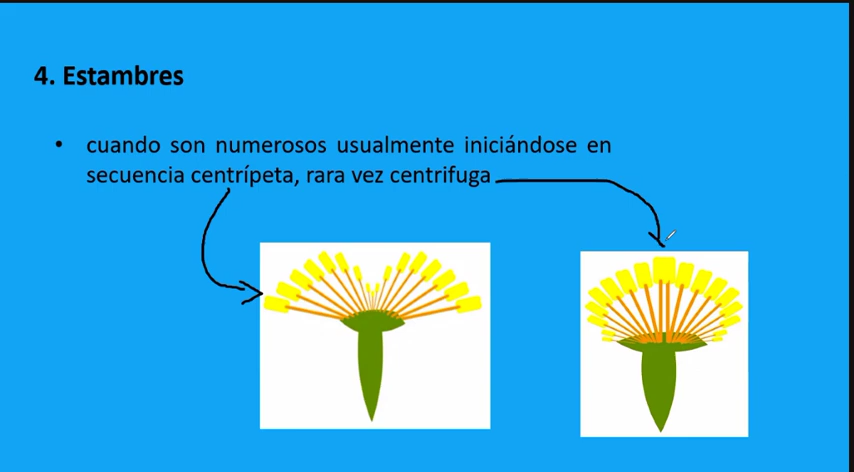 4. Estambres
• cuando son numerosos usualmente iniciándose en
secuencia centrípeta, rara vez centrifuga